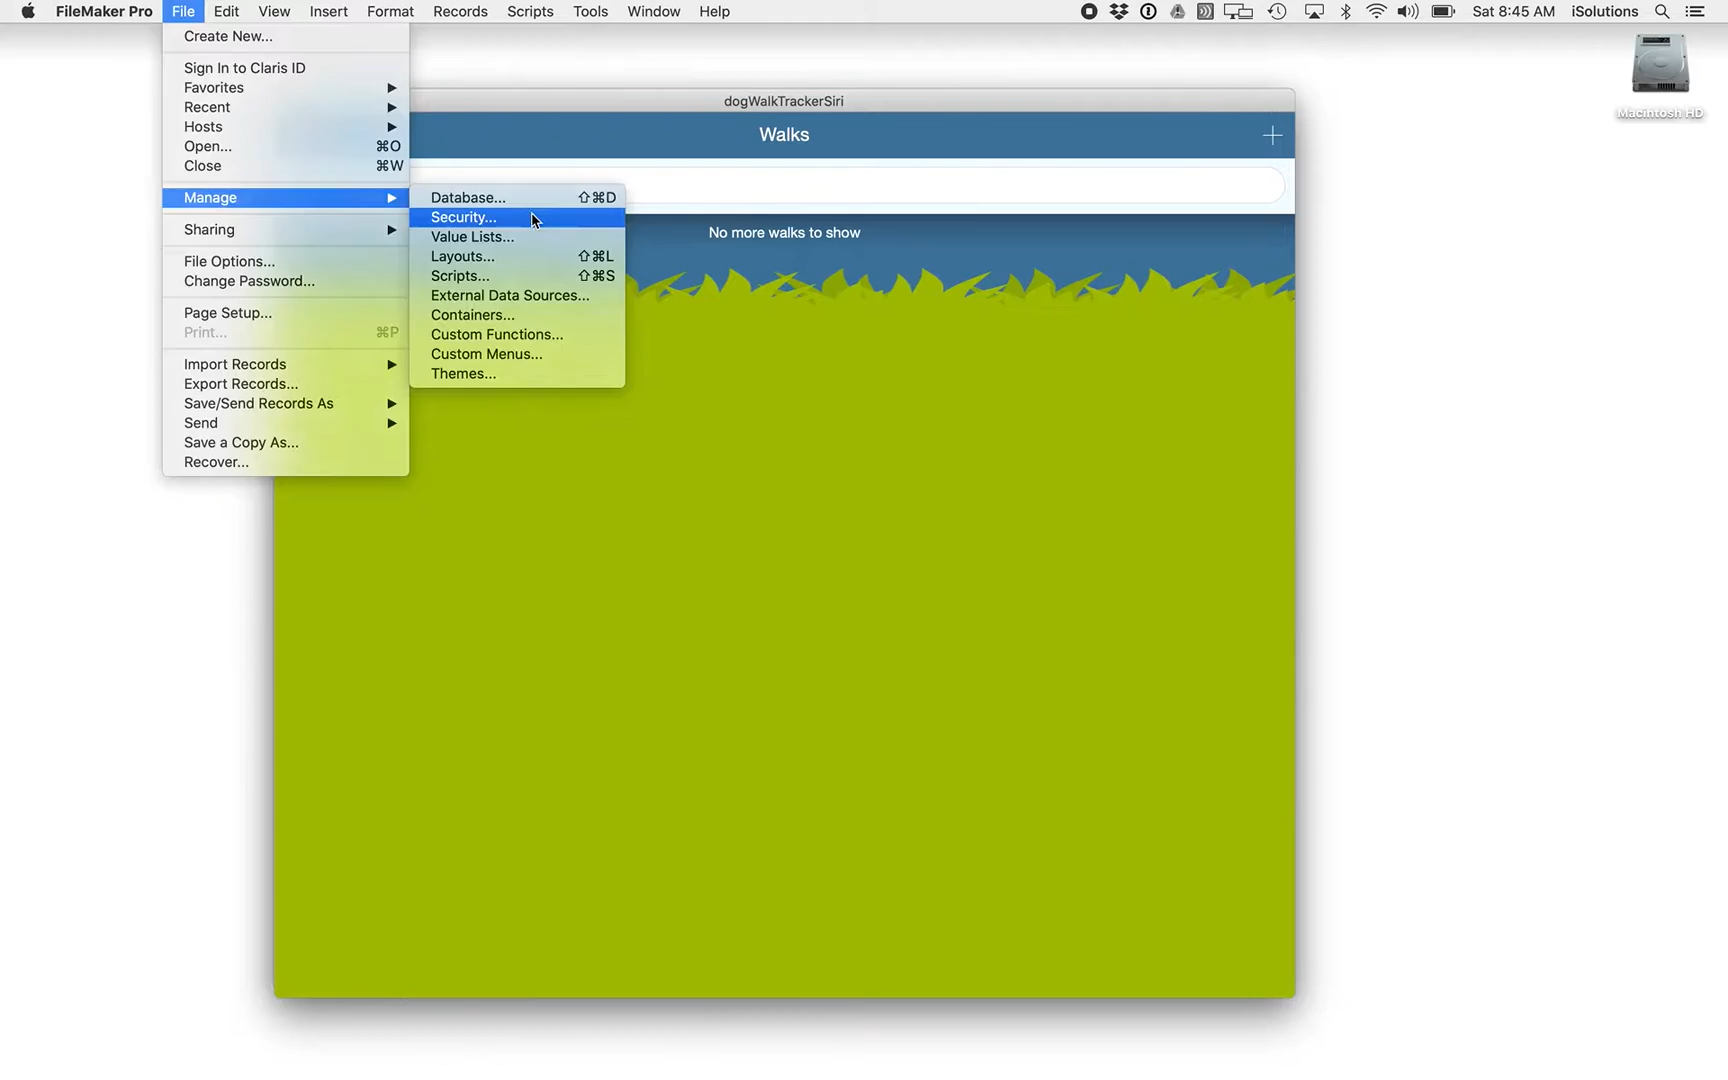 FileMaker Pro File Edit View Insert Format Records Scripts Tools Window Help Sat 8:45 AM iSolutions
Create New...
Sign In to Claris ID
Favorites
Recent
Hosts
Open... ⌘O
Close ⌘W
Manage
Sharing
File Options...
Change Password...
Page Setup...
Print... ⌘P
Import Records
Export Records...
Save/Send Records As
Send
Save a Copy As...
Recover...
Database... ⇧⌘D
Security...
Value Lists...
Layouts... ⇧⌘L
Scripts... ⇧⌘S
External Data Sources...
Containers...
Custom Functions...
Custom Menus...
Themes...
dogWalkTrackerSiri
Walks
No more walks to show
Macintosh HD